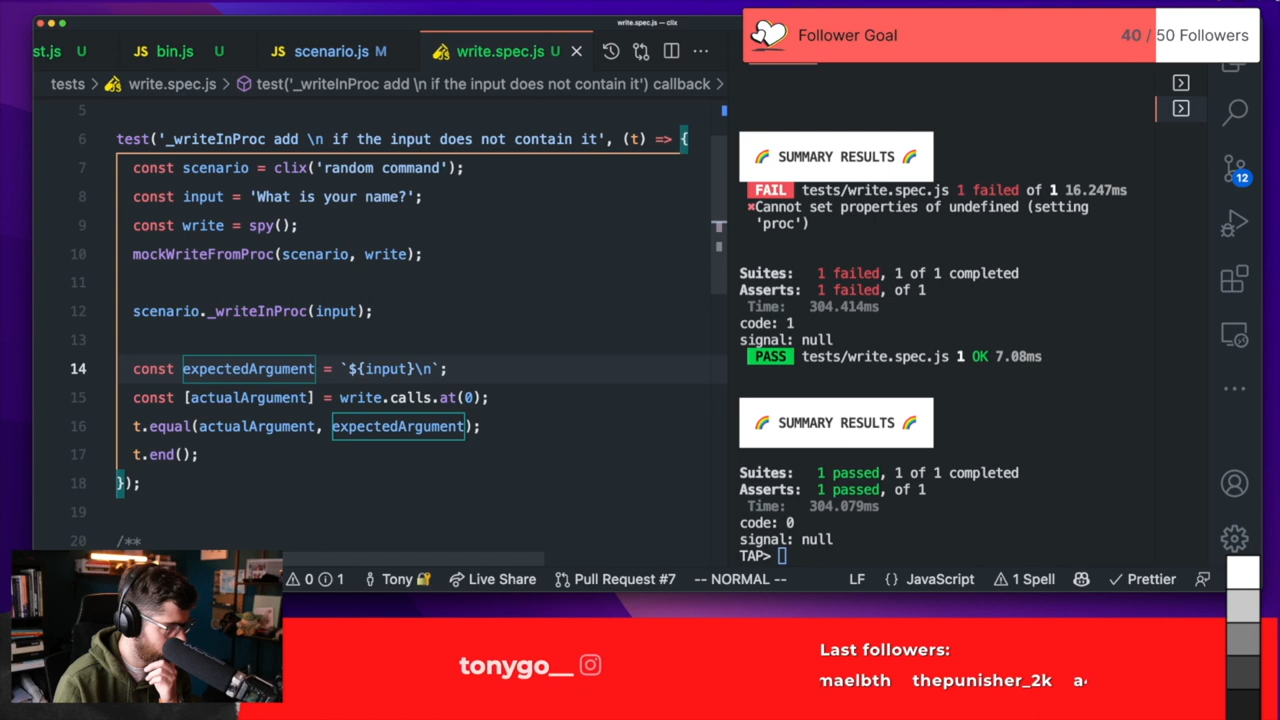 write.spec.js — clix
st.js U
JS bin.js U
JS scenario.js M
write.spec.js U
tests > write.spec.js > test('_writeInProc add \n if the input does not contain it') callback >
5
6 test('_writeInProc add \n if the input does not contain it', (t) => {
7 const scenario = clix('random command');
8 const input = 'What is your name?';
9 const write = spy();
10 mockWriteFromProc(scenario, write);
11
12 scenario._writeInProc(input);
13
14 const expectedArgument = `${input}\n`;
15 const [actualArgument] = write.calls.at(0);
16 t.equal(actualArgument, expectedArgument);
17 t.end();
18 });
19
20 /**
Follower Goal
40 / 50 Followers
SUMMARY RESULTS
FAIL tests/write.spec.js 1 failed of 1 16.247ms
✖Cannot set properties of undefined (setting
'proc')
Suites: 1 failed, 1 of 1 completed
Asserts: 1 failed, of 1
Time: 304.414ms
code: 1
signal: null
PASS tests/write.spec.js 1 OK 7.08ms
SUMMARY RESULTS
Suites: 1 passed, 1 of 1 completed
Asserts: 1 passed, of 1
Time: 304.079ms
code: 0
signal: null
TAP>
12
0 1 Tony Live Share Pull Request #7 -- NORMAL -- LF {} JavaScript 1 Spell Prettier
tonygo__
Last followers:
maelbth thepunisher_2k